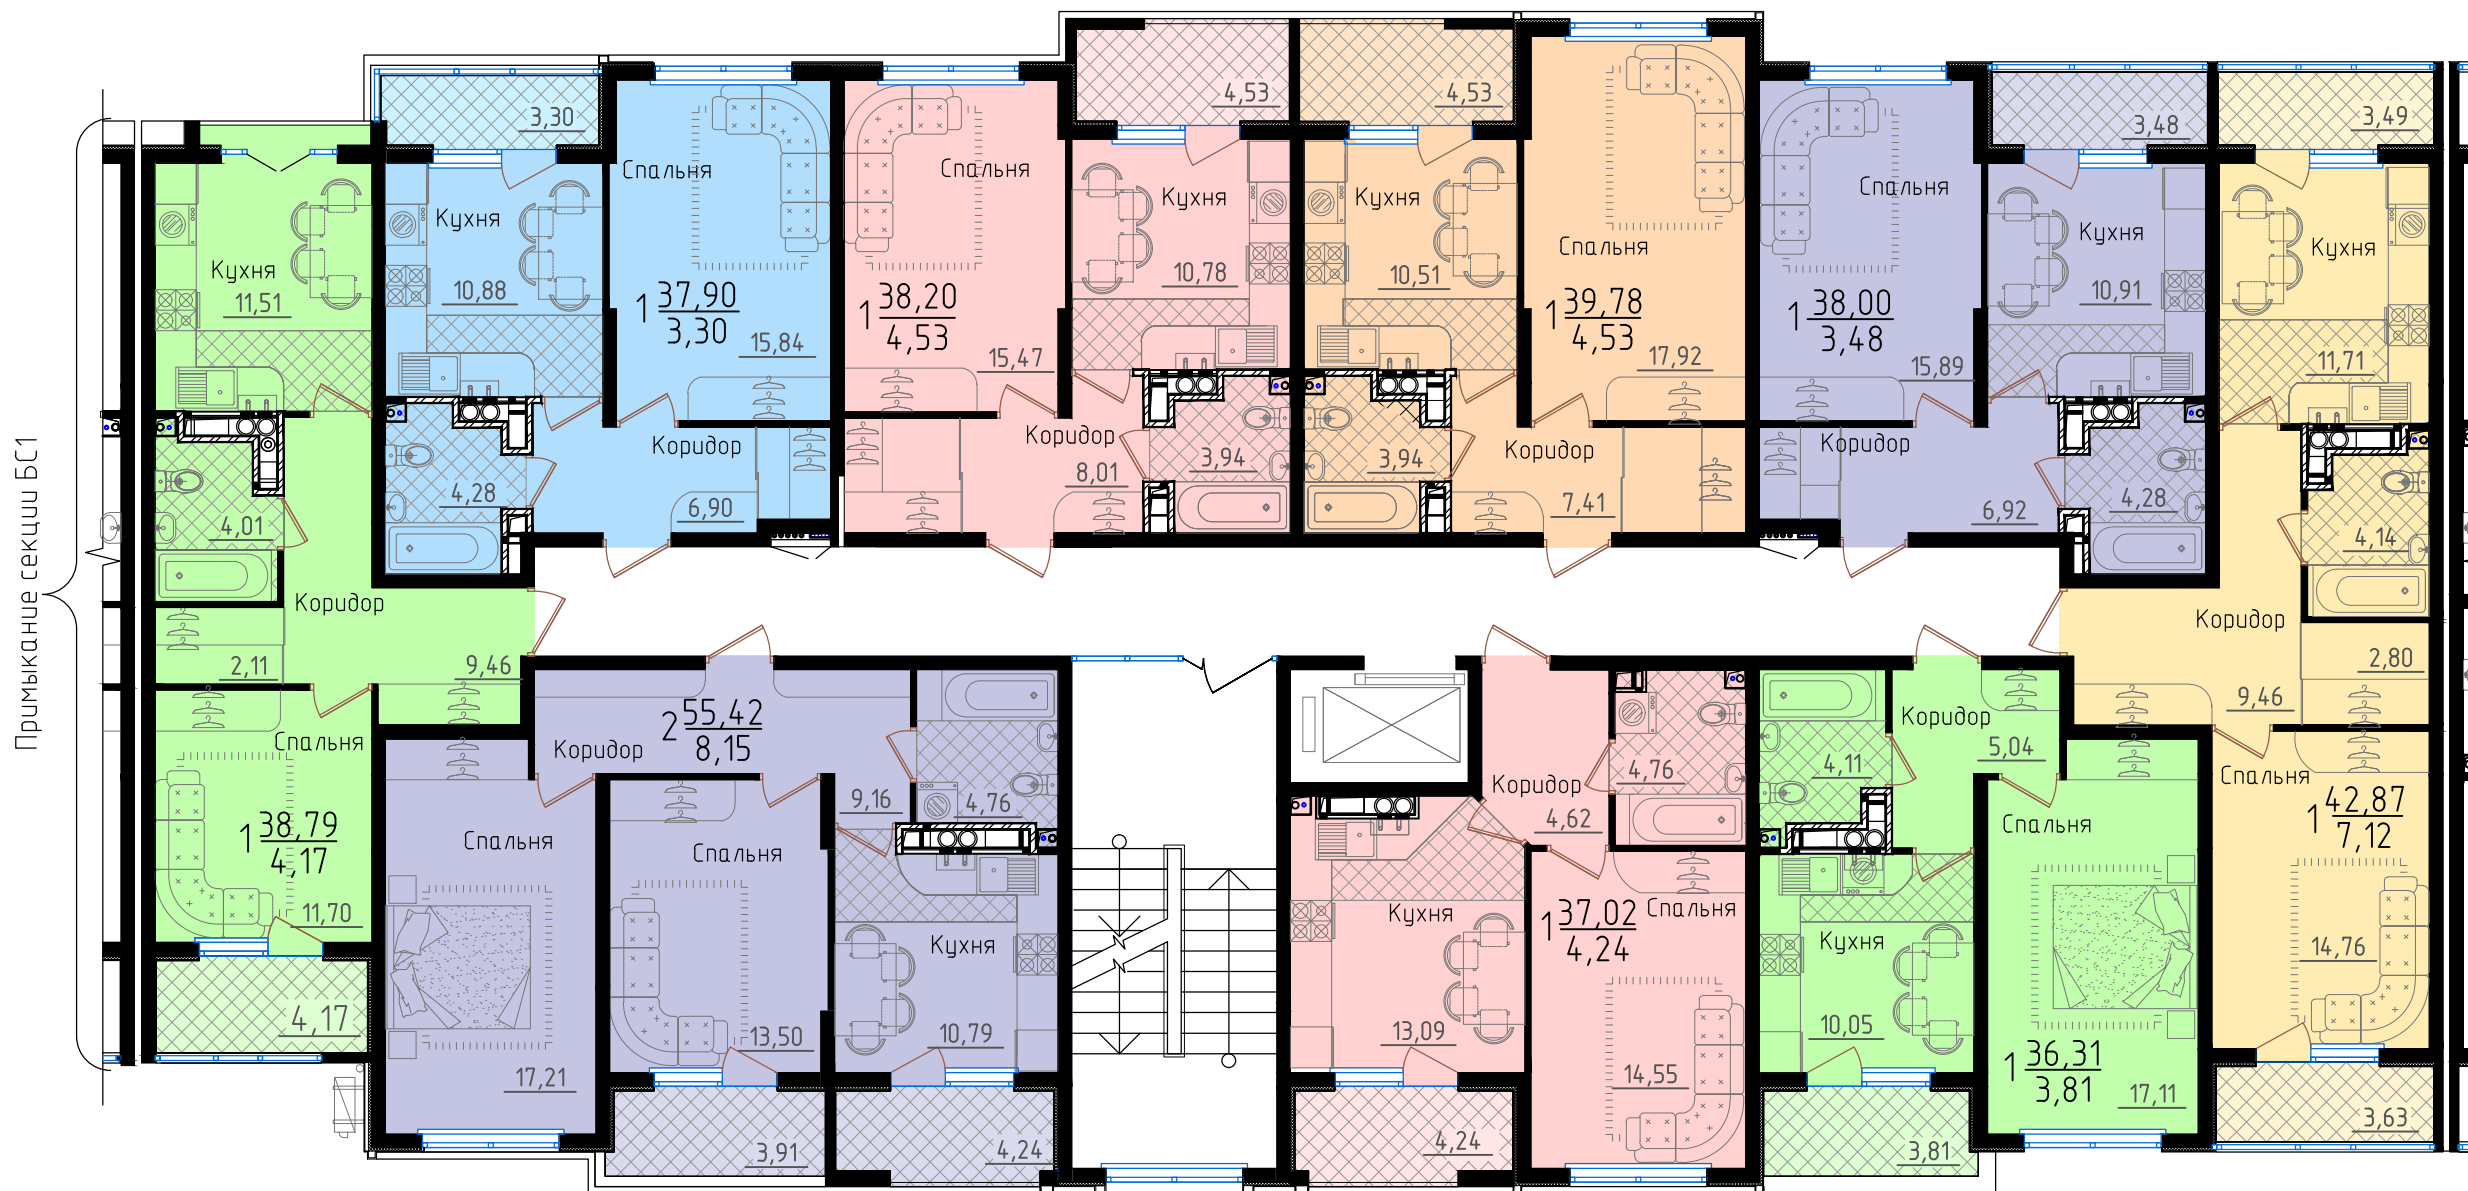 Примыкание секции БС1
Кухня
11,51
4,01
Коридор
2,11
9,46
Спальня
1 38,79
4,17
11,70
4,17
3,30
Кухня
10,88
Спальня
1 37,90
3,30
15,84
4,28
Коридор
6,90
Спальня
1 38,20
4,53
15,47
4,53
Кухня
10,78
Коридор
8,01
3,94
4,53
Кухня
10,51
Спальня
1 39,78
4,53
17,92
3,94
Коридор
7,41
Спальня
1 38,00
3,48
15,89
3,48
Кухня
10,91
Коридор
6,92
4,28
3,49
Кухня
11,71
4,14
Коридор
2,80
9,46
Спальня
1 42,87
7,12
14,76
3,63
2 55,42
8,15
Коридор
9,16
4,76
Спальня
17,21
Спальня
13,50
Кухня
10,79
3,91
4,24
Коридор
4,62
4,76
Кухня
13,09
1 37,02
4,24
Спальня
14,55
4,24
Коридор
5,04
4,11
Спальня
Кухня
10,05
1 36,31
3,81
17,11
3,81